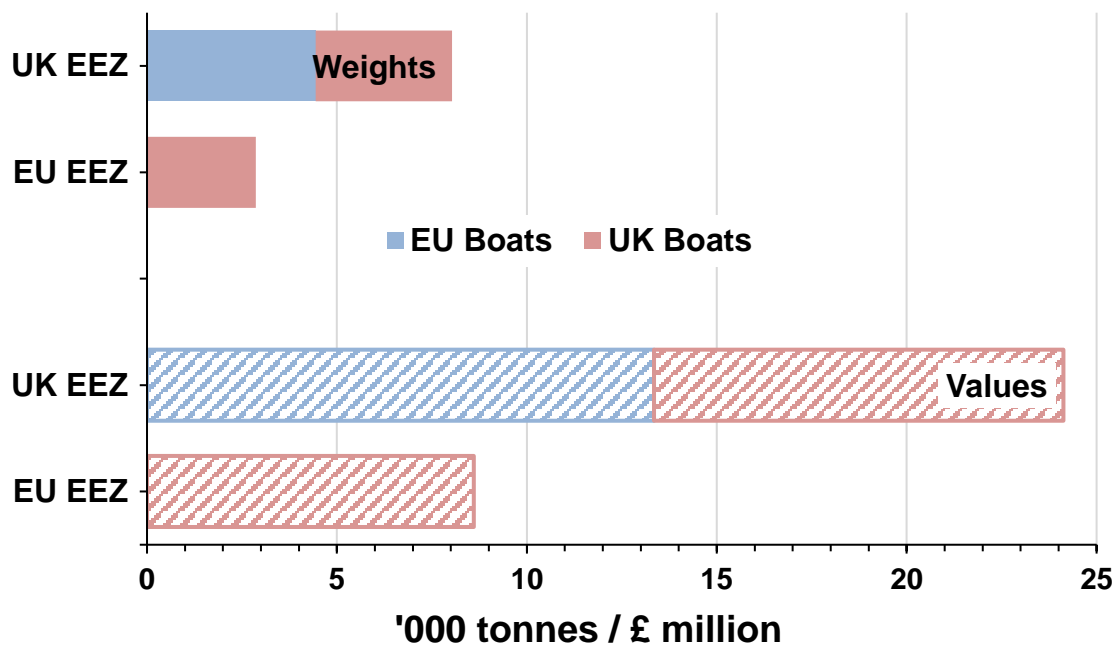 UK EEZ
Weights
EU EEZ
EU Boats UK Boats
UK EEZ
Values
EU EEZ
0 5 10 15 20 25
'000 tonnes / £ million